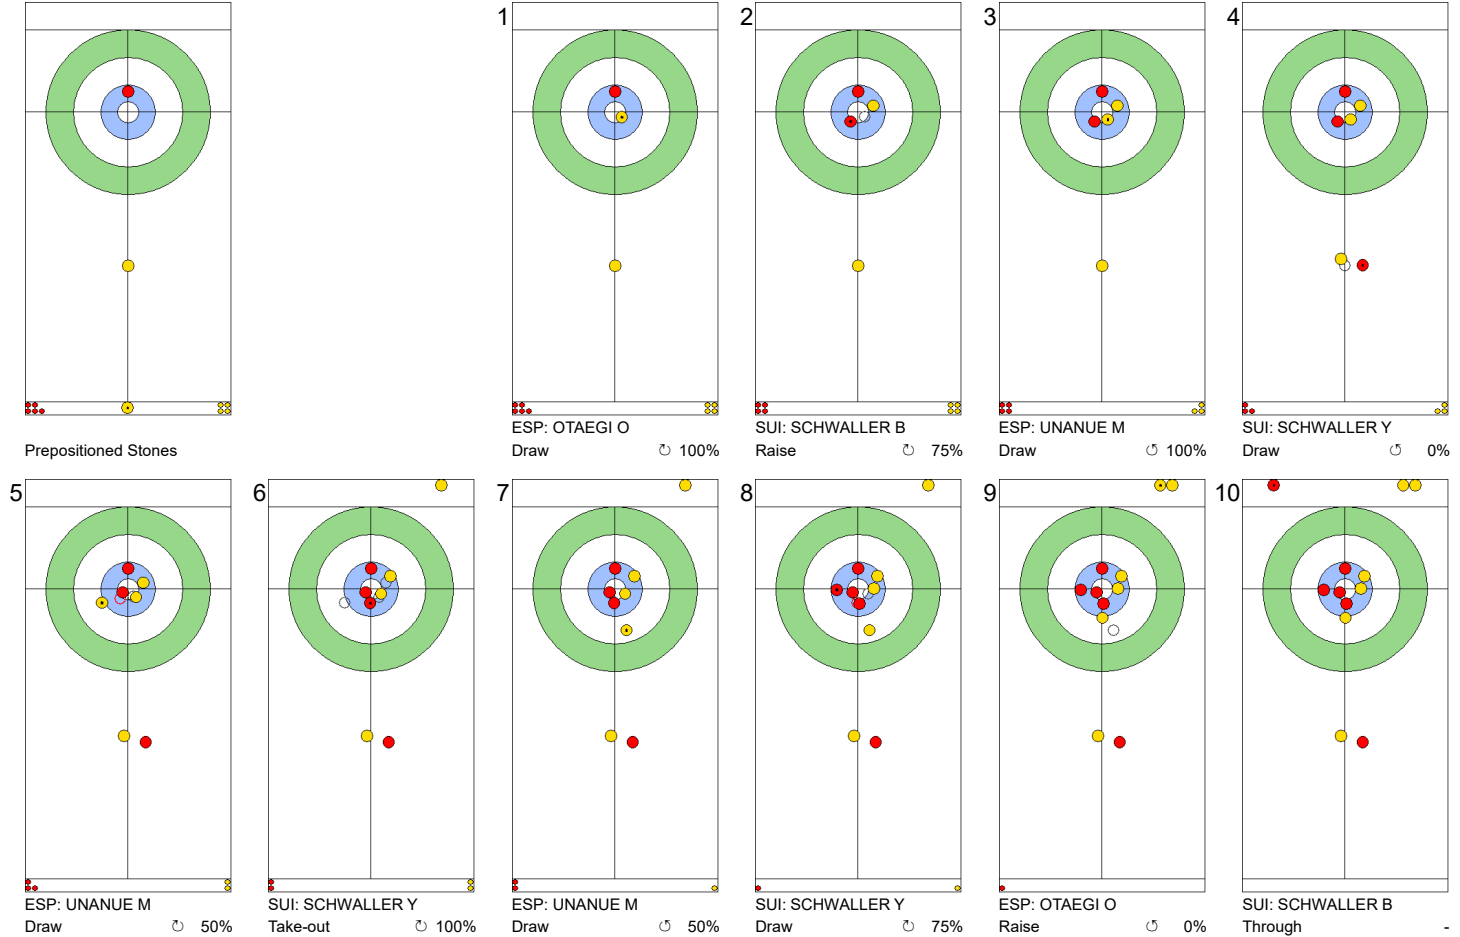 1
2
3
4
Prepositioned Stones
ESP: OTAEGI O
Draw 100%
SUI: SCHWALLER B
Raise 75%
ESP: UNANUE M
Draw 100%
SUI: SCHWALLER Y
Draw 0%
5
6
7
8
9
10
ESP: UNANUE M
Draw 50%
SUI: SCHWALLER Y
Take-out 100%
ESP: UNANUE M
Draw 50%
SUI: SCHWALLER Y
Draw 75%
ESP: OTAEGI O
Raise 0%
SUI: SCHWALLER B
Through -